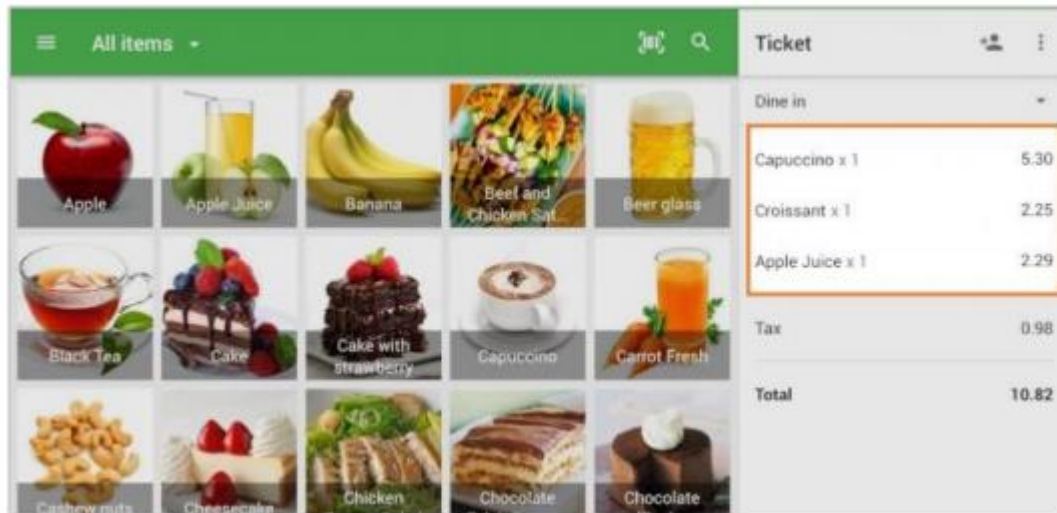 All items
Ticket
Dine in
Capuccino x 1 5.30
Croissant x 1 2.25
Apple Juice x 1 2.29
Tax 0.98
Total 10.82
Apple
Apple Juice
Banana
Beef and
Chicken Sat...
Beer glass
Black Tea
Cake
Cake with
strawberry
Capuccino
Carrot Fresh
Cashew nuts
Cheesecake
Chicken
Chocolate
Chocolate